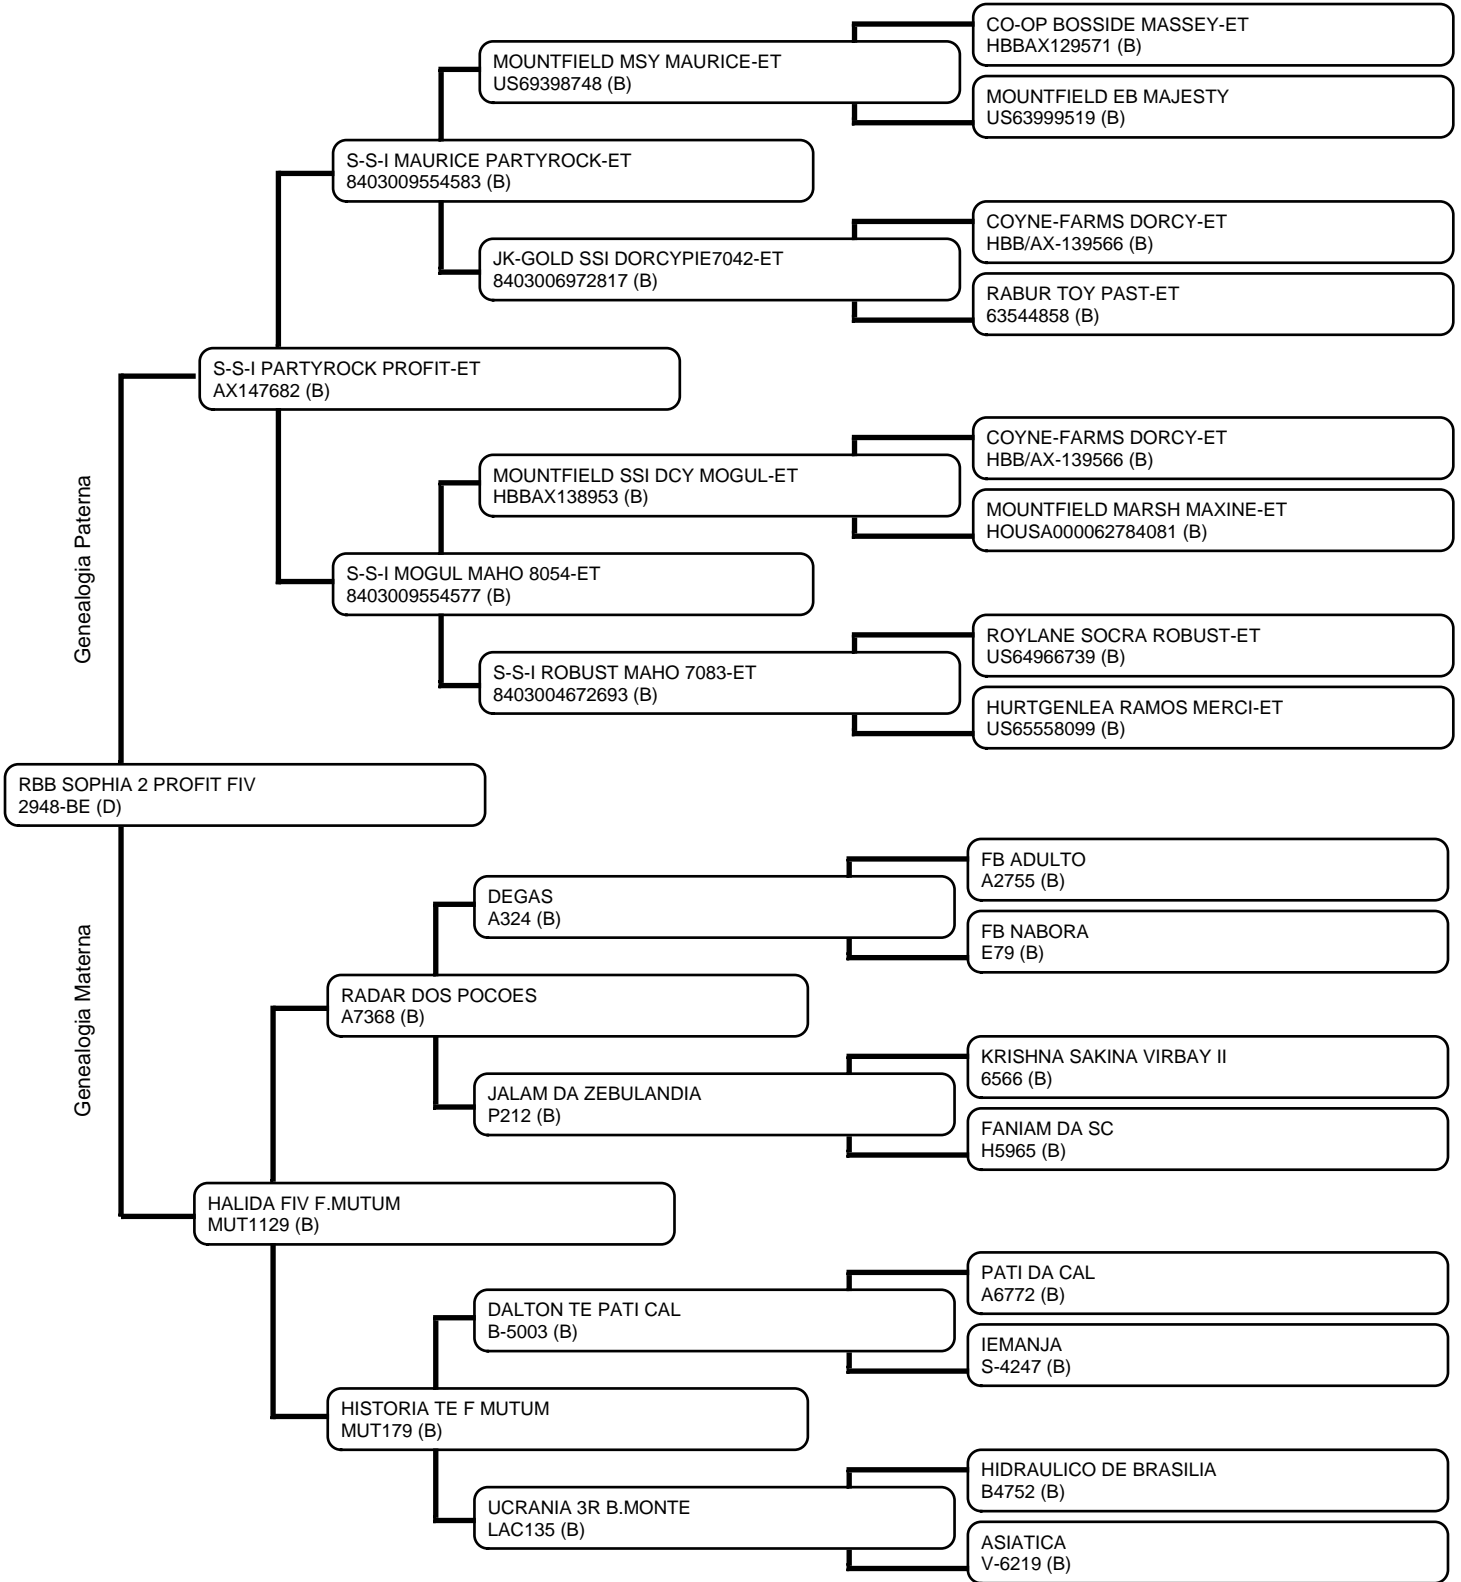 CO-OP BOSSIDE MASSEY-ET
HBBAX129571 (B)
MOUNTFIELD MSY MAURICE-ET
US69398748 (B)
MOUNTFIELD EB MAJESTY
US63999519 (B)
S-S-I MAURICE PARTYROCK-ET
8403009554583 (B)
COYNE-FARMS DORCY-ET
HBB/AX-139566 (B)
JK-GOLD SSI DORCYPIE7042-ET
8403006972817 (B)
RABUR TOY PAST-ET
63544858 (B)
S-S-I PARTYROCK PROFIT-ET
AX147682 (B)
COYNE-FARMS DORCY-ET
HBB/AX-139566 (B)
MOUNTFIELD SSI DCY MOGUL-ET
HBBAX138953 (B)
MOUNTFIELD MARSH MAXINE-ET
HOUSA000062784081 (B)
Genealogia Paterna
S-S-I MOGUL MAHO 8054-ET
8403009554577 (B)
ROYLANE SOCRA ROBUST-ET
US64966739 (B)
S-S-I ROBUST MAHO 7083-ET
8403004672693 (B)
HURTGENLEA RAMOS MERCI-ET
US65558099 (B)
RBB SOPHIA 2 PROFIT FIV
2948-BE (D)
FB ADULTO
A2755 (B)
DEGAS
A324 (B)
FB NABORA
E79 (B)
RADAR DOS POCOES
A7368 (B)
Genealogia Materna
KRISHNA SAKINA VIRBAY II
6566 (B)
JALAM DA ZEBULANDIA
P212 (B)
FANIAM DA SC
H5965 (B)
HALIDA FIV F.MUTUM
MUT1129 (B)
PATI DA CAL
A6772 (B)
DALTON TE PATI CAL
B-5003 (B)
IEMANJA
S-4247 (B)
HISTORIA TE F MUTUM
MUT179 (B)
HIDRAULICO DE BRASILIA
B4752 (B)
UCRANIA 3R B.MONTE
LAC135 (B)
ASIATICA
V-6219 (B)